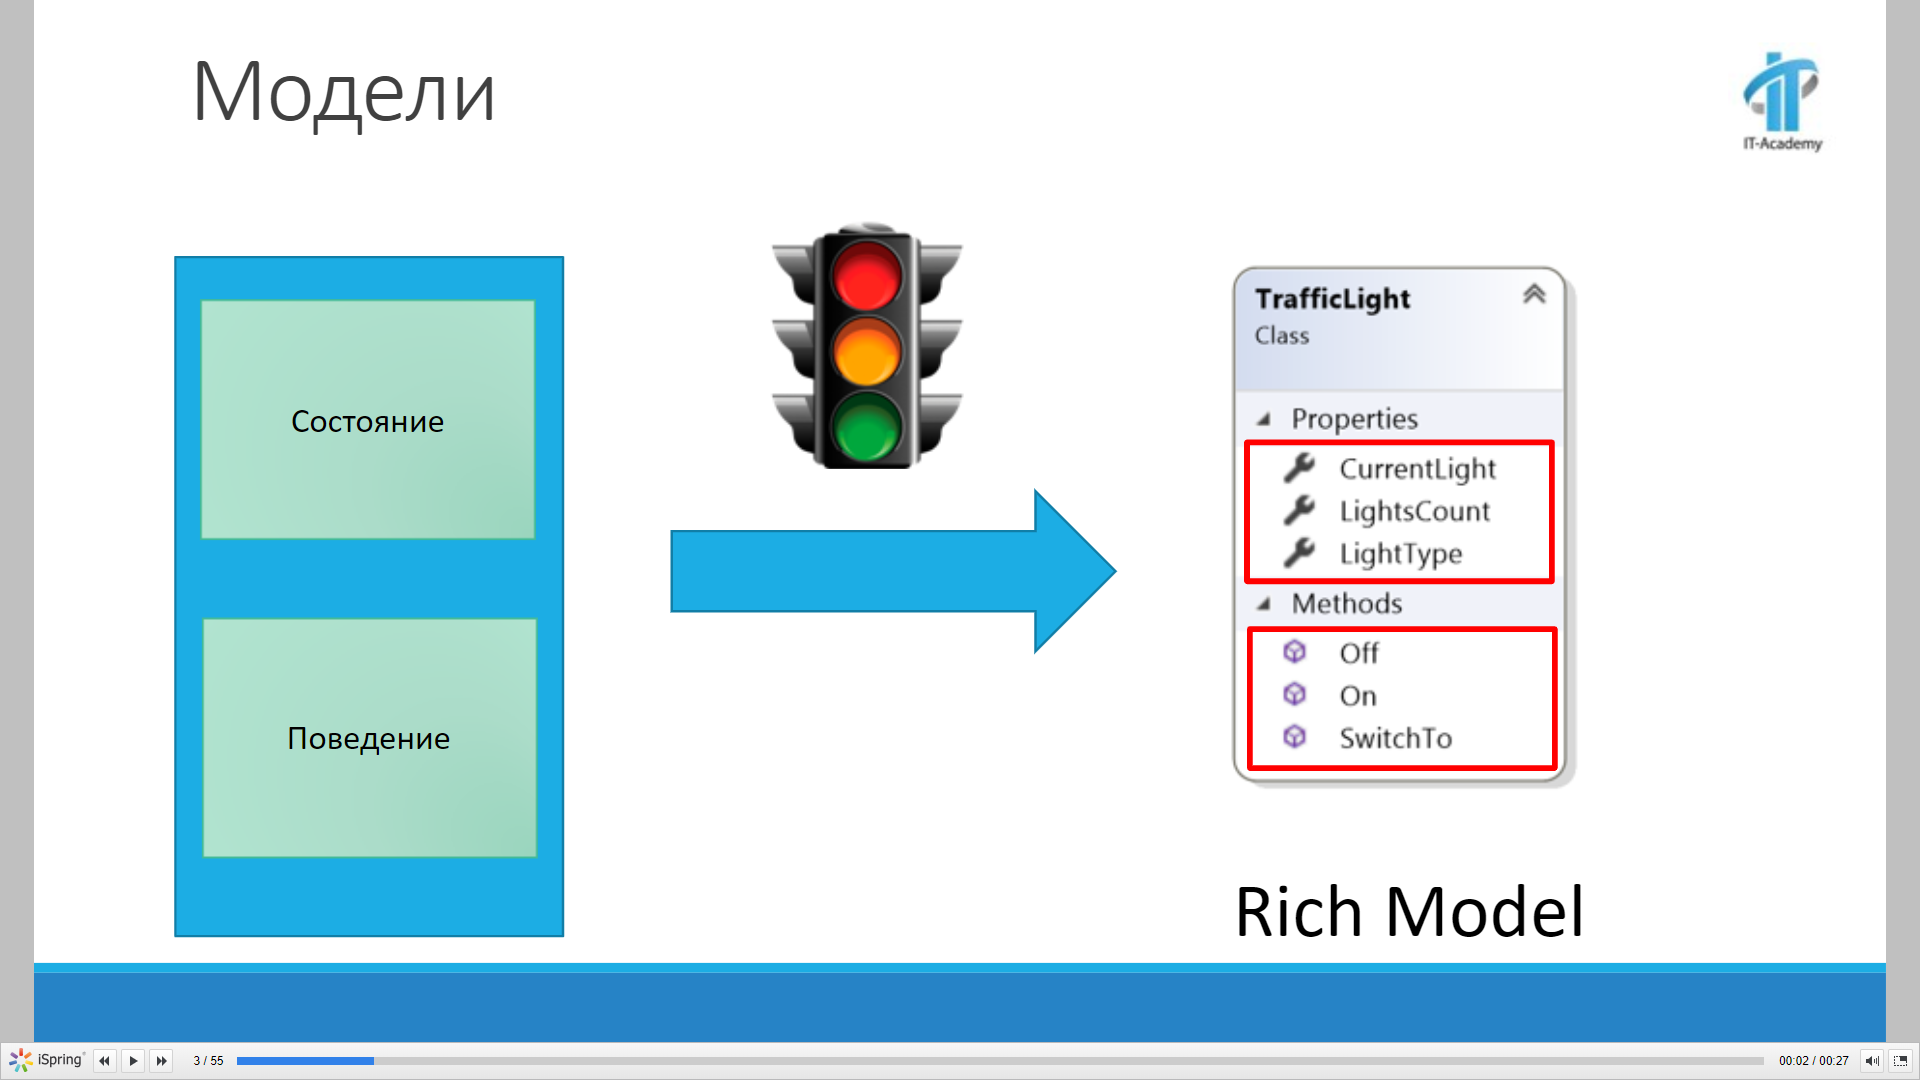 Модели
IT-Academy
Состояние
Поведение
TrafficLight
Class
Properties
CurrentLight
LightsCount
LightType
Methods
Off
On
SwitchTo
Rich Model
iSpring
3 / 55
00:02 / 00:27